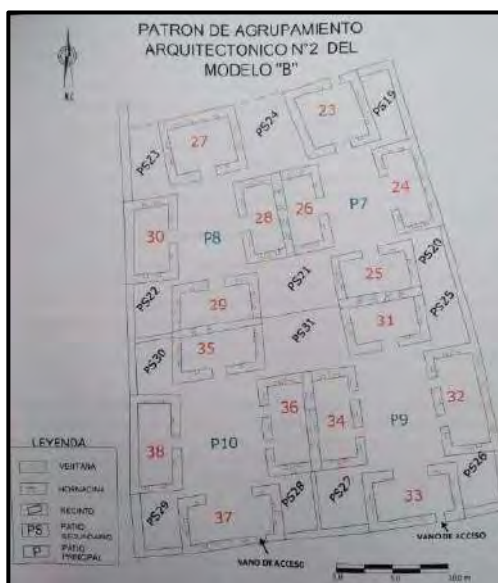 PATRON DE AGRUPAMIENTO
ARQUITECTONICO N°2 DEL
MODELO "B"
PS23
27
PS24
23
PS19
30
P8
28
26
P7
24
PS22
29
PS21
25
PS20
PS30
35
PS31
31
PS25
38
P10
36
34
P9
32
PS29
37
PS28
PS27
33
PS26
VANO DE ACCESO
VANO DE ACCESO
LEYENDA
VENTANA
HORNACINA
RECINTO
PS PATIO
SECUNDARIO
P PATIO
PRINCIPAL